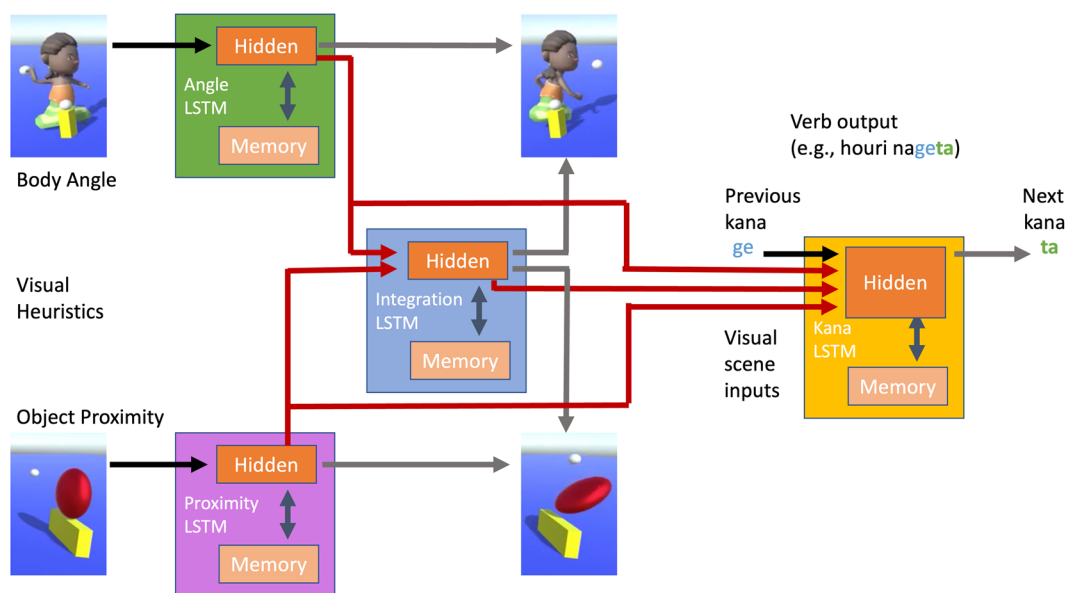 Hidden
Angle
LSTM
Memory
Body Angle
Verb output
(e.g., houri nageta)
Previous
kana
ge
Next
kana
ta
Hidden
Integration
LSTM
Memory
Visual
Heuristics
Hidden
Kana
LSTM
Memory
Visual
scene
inputs
Object Proximity
Hidden
Proximity
LSTM
Memory